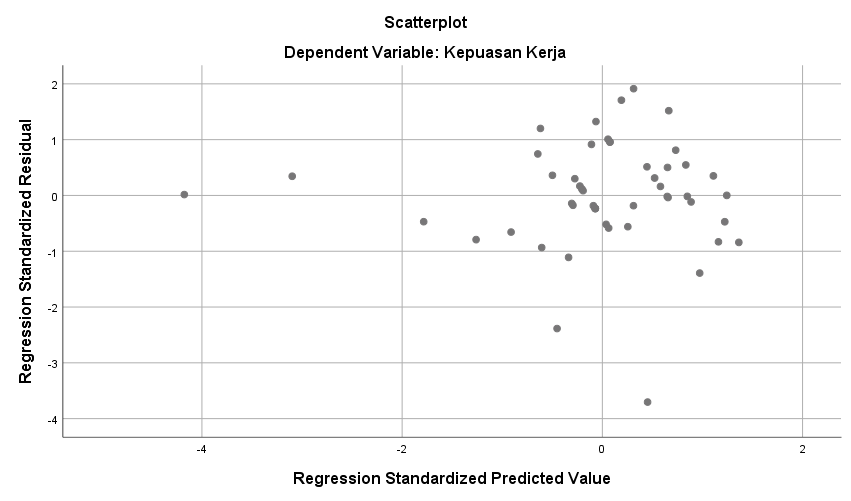 Scatterplot
Dependent Variable: Kepuasan Kerja
Regression Standardized Residual
2
1
0
-1
-2
-3
-4
-4 -2 0 2
Regression Standardized Predicted Value